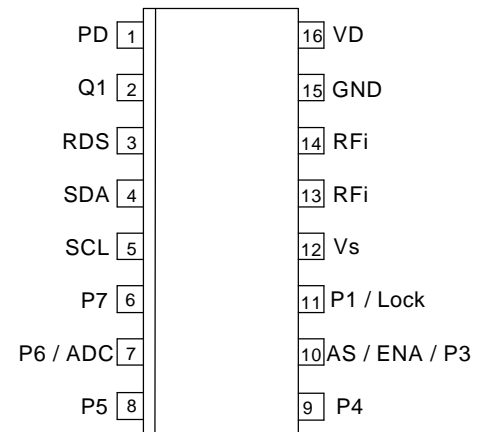 PD 1 16 VD
Q1 2 15 GND
RDS 3 14 RFi
SDA 4 13 RFi
SCL 5 12 Vs
P7 6 11 P1 / Lock
P6 / ADC 7 10 AS / ENA / P3
P5 8 9 P4